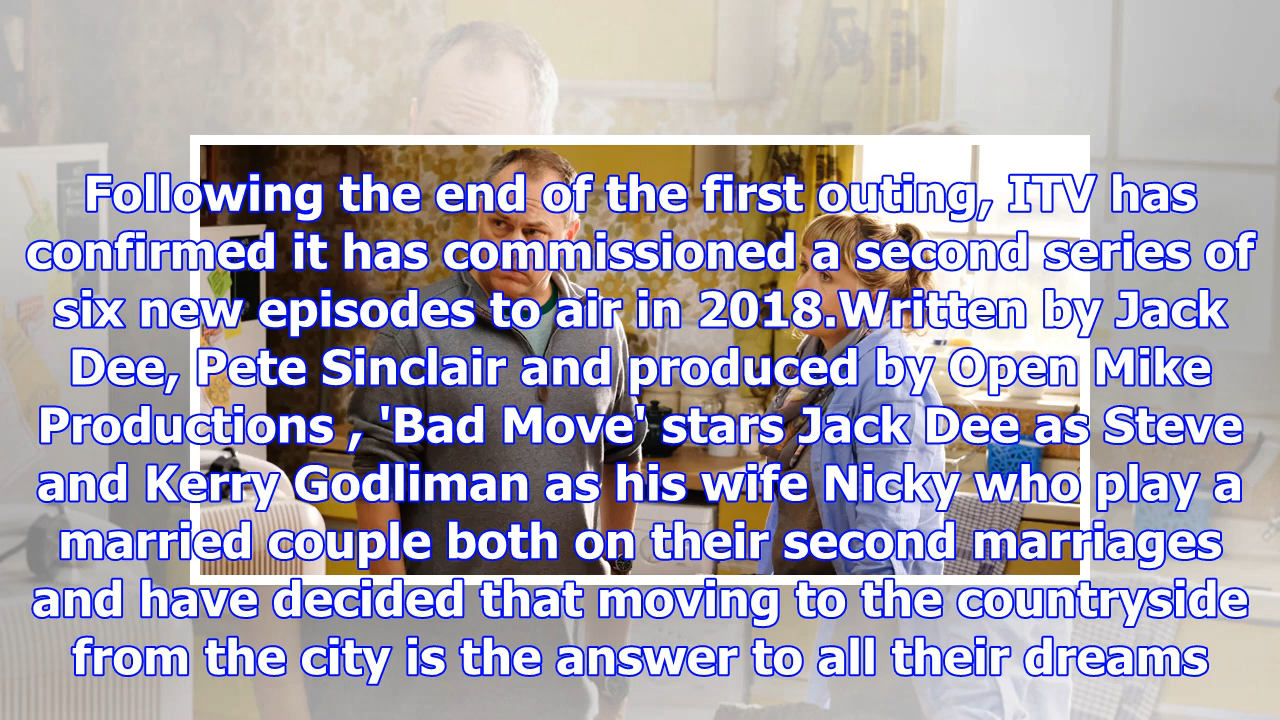 Following the end of the first outing, ITV has
confirmed it has commissioned a second series of
six new episodes to air in 2018.Written by Jack
Dee, Pete Sinclair and produced by Open Mike
Productions , 'Bad Move' stars Jack Dee as Steve
and Kerry Godliman as his wife Nicky who play a
married couple both on their second marriages
and have decided that moving to the countryside
from the city is the answer to all their dreams